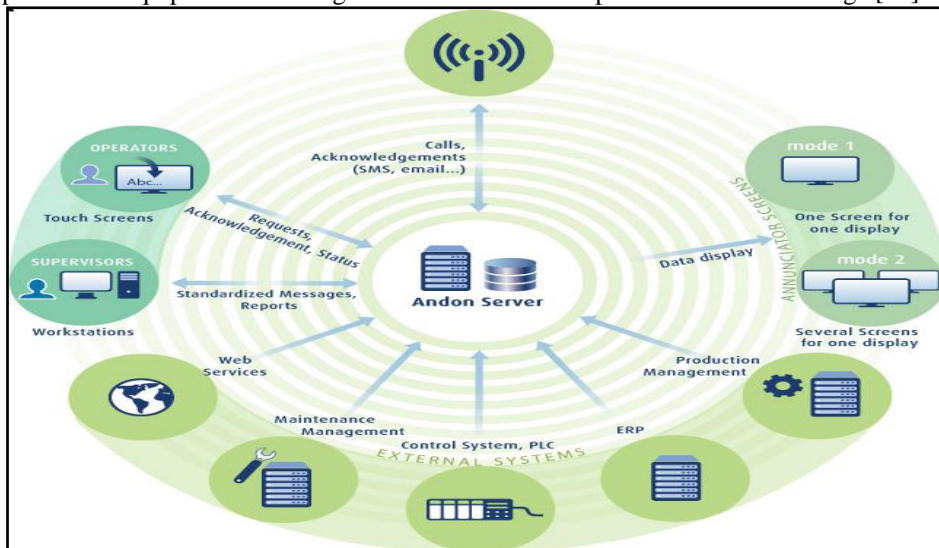 Calls,
Acknowledgements
(SMS, email...)
OPERATORS
Abc...
Touch Screens
Requests,
Acknowledgement, Status
SUPERVISORS
Workstations
Standardized Messages,
Reports
Andon Server
Data display
ANNUNCIATOR SCREENS
mode 1
One Screen for
one display
mode 2
Several Screens
for one display
Web
Services
Maintenance
Management
Control System, PLC
ERP
Production
Management
EXTERNAL SYSTEMS